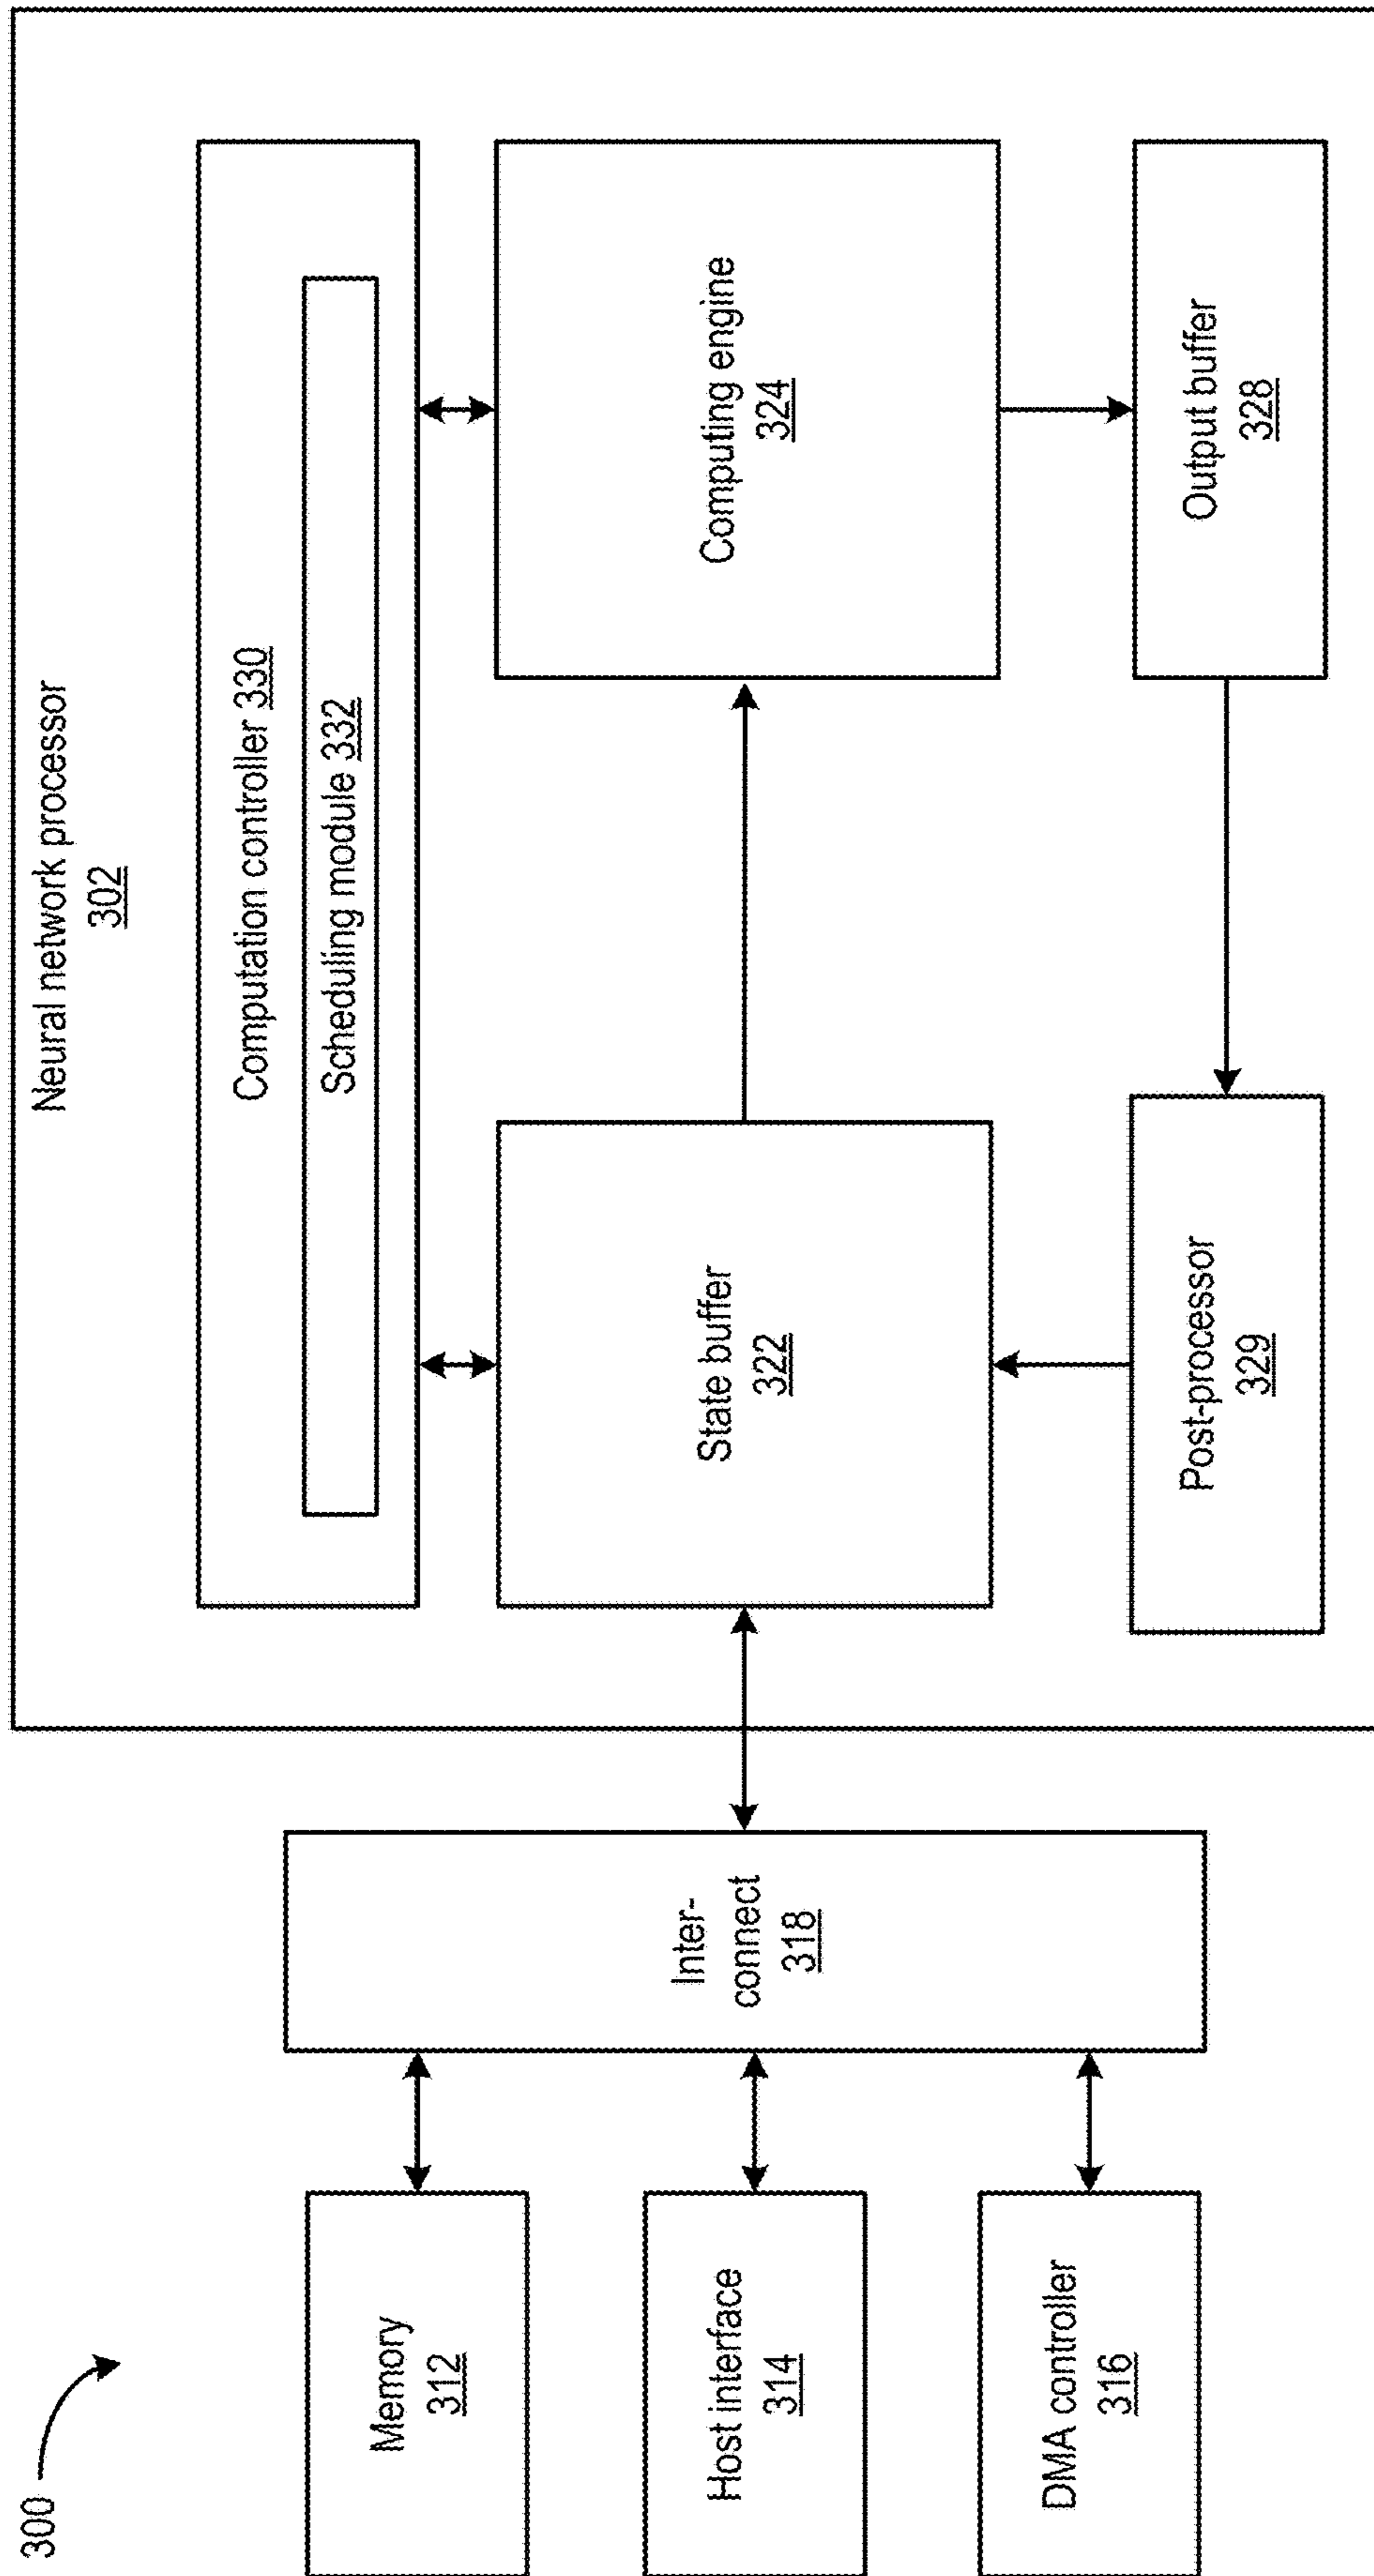 300
Neural network processor
302
Computation controller 330
Scheduling module 332
Memory
312
Host interface
314
DMA controller
316
Inter-
connect
318
State buffer
322
Computing engine
324
Post-processor
329
Output buffer
328